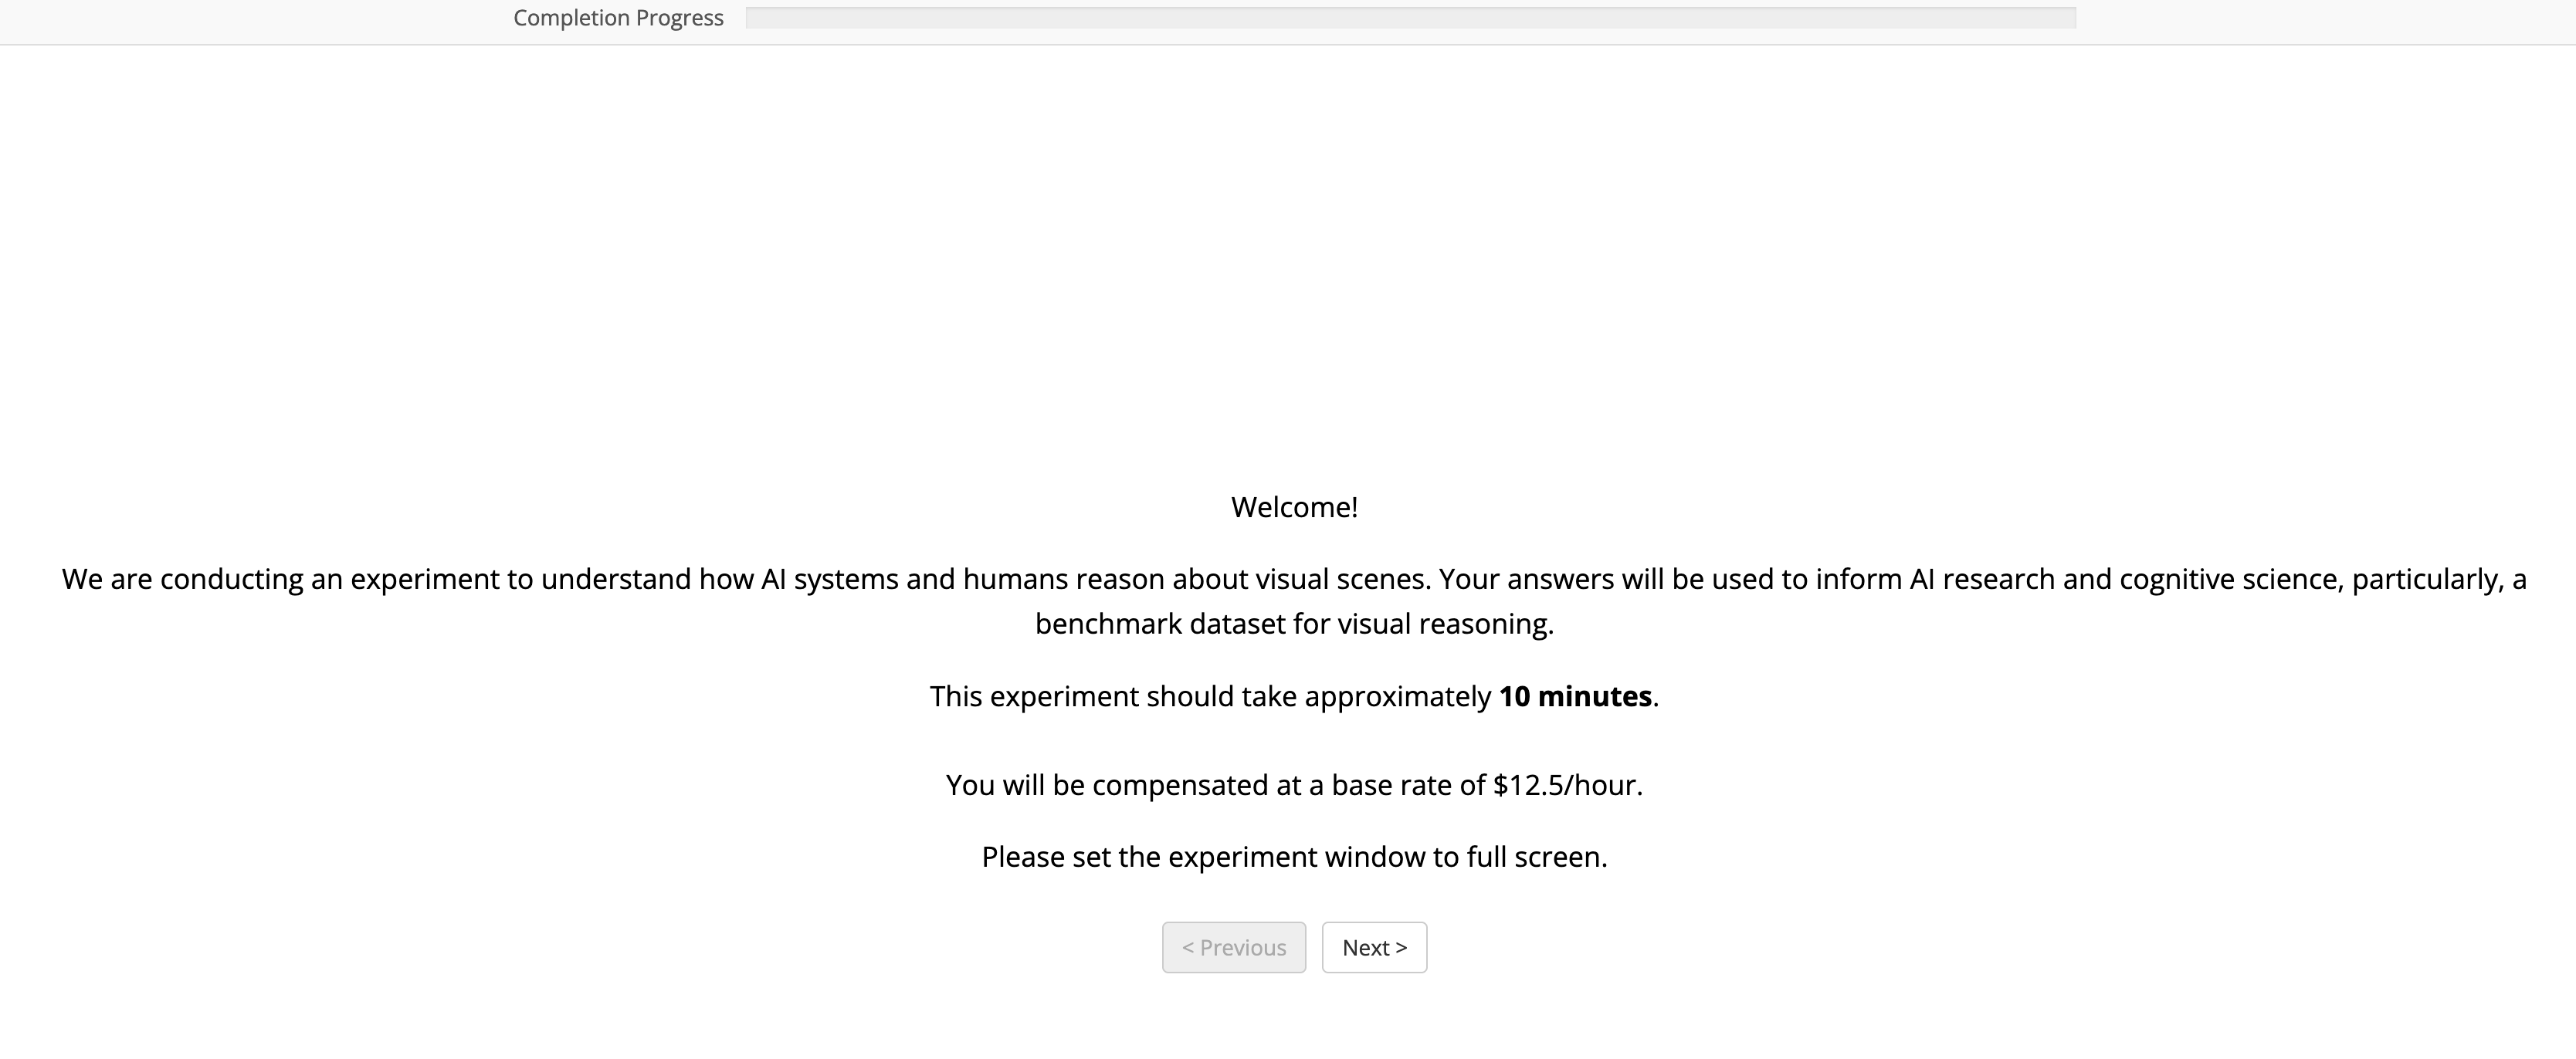 Completion Progress
Welcome!
We are conducting an experiment to understand how AI systems and humans reason about visual scenes. Your answers will be used to inform AI research and cognitive science, particularly, a
benchmark dataset for visual reasoning.
This experiment should take approximately 10 minutes.
You will be compensated at a base rate of $12.5/hour.
Please set the experiment window to full screen.
< Previous Next >